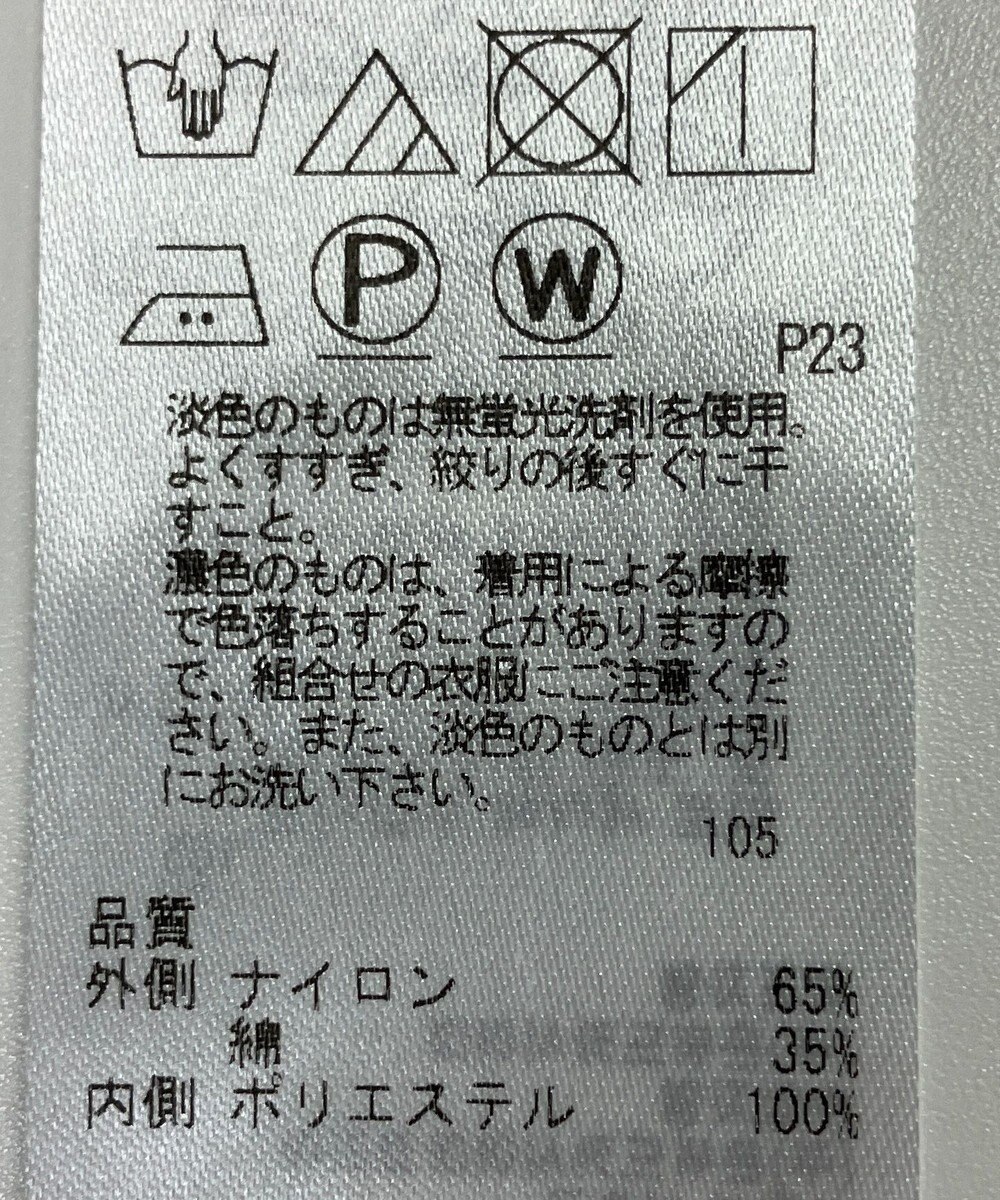 P
W
P23
淡色のものは無蛍光洗剤を使用。
よくすすぎ、絞りの後すぐに干
すこと。
濃色のものは、着用による摩擦
で色落ちすることがありますの
で、組合せの衣服にご注意くだ
さい。また、淡色のものとは別
にお洗い下さい。
105
品質
外側 ナイロン 65%
綿 35%
内側 ポリエステル 100%